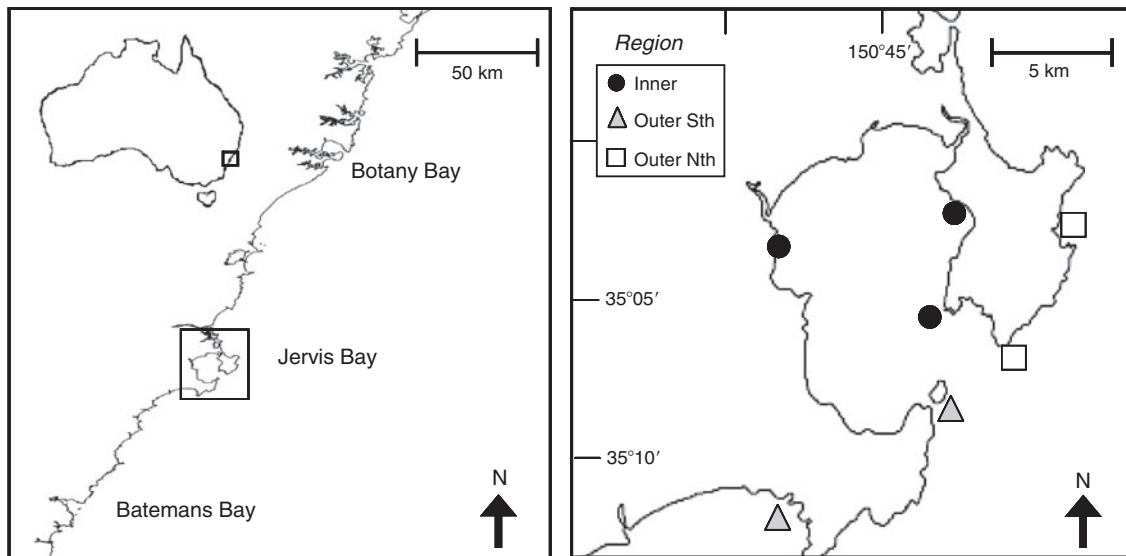 50 km
Botany Bay
Jervis Bay
Batemans Bay
N
Region
Inner
Outer Sth
Outer Nth
150°45′
5 km
35°05′
35°10′
N